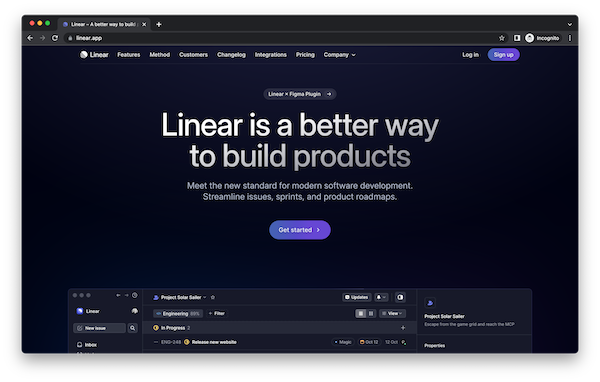 Linear – A better way to build
linear.app
Incognito
Linear
Features
Method
Customers
Changelog
Integrations
Pricing
Company
Log in
Sign up
Linear × Figma Plugin →
Linear is a better way
to build products
Meet the new standard for modern software development.
Streamline issues, sprints, and product roadmaps.
Get started
Linear
New issue
Inbox
Project Solar Sailer
Updates
Engineering 89%
+ Filter
View
In Progress 2
ENG-248 Release new website
Magic
Oct 12
12 Oct
Project Solar Sailer
Escape from the game grid and reach the MCP
Properties